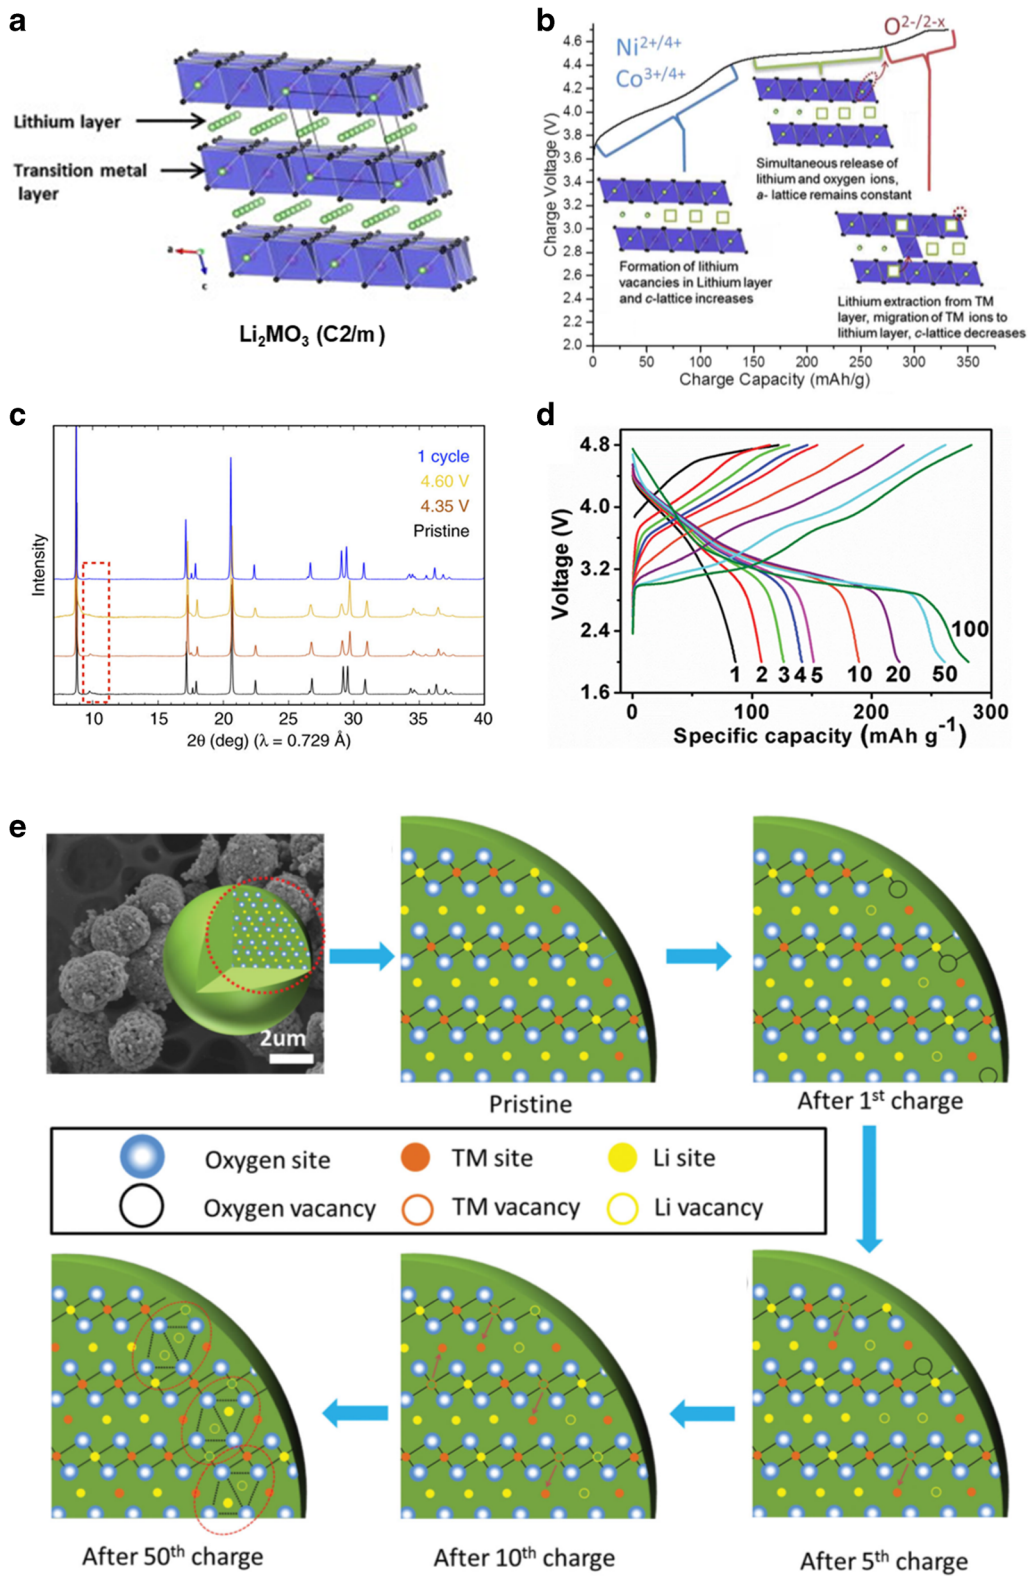 a
Lithium layer
Transition metal
layer
a
c
Li₂MO₃ (C2/m)
b
Charge Voltage (V)
4.6
4.4
4.2
4.0
3.8
3.6
3.4
3.2
3.0
2.8
2.6
2.4
2.2
2.0
Ni²⁺/⁴⁺
Co³⁺/⁴⁺
O²⁻/²⁻ˣ
Simultaneous release of
lithium and oxygen ions,
a- lattice remains constant
Formation of lithium
vacancies in Lithium layer
and c-lattice increases
Lithium extraction from TM
layer, migration of TM ions to
lithium layer, c-lattice decreases
0 50 100 150 200 250 300 350
Charge Capacity (mAh/g)
c
Intensity
1 cycle
4.60 V
4.35 V
Pristine
10 15 20 25 30 35 40
2θ (deg) (λ = 0.729 Å)
d
Voltage (V)
4.8
4.0
3.2
2.4
1.6
1 2 3 4 5 10 20 50 100
0 100 200 300
Specific capacity (mAh g⁻¹)
e
2um
Pristine
After 1ˢᵗ charge
Oxygen site TM site Li site
Oxygen vacancy TM vacancy Li vacancy
After 50ᵗʰ charge
After 10ᵗʰ charge
After 5ᵗʰ charge